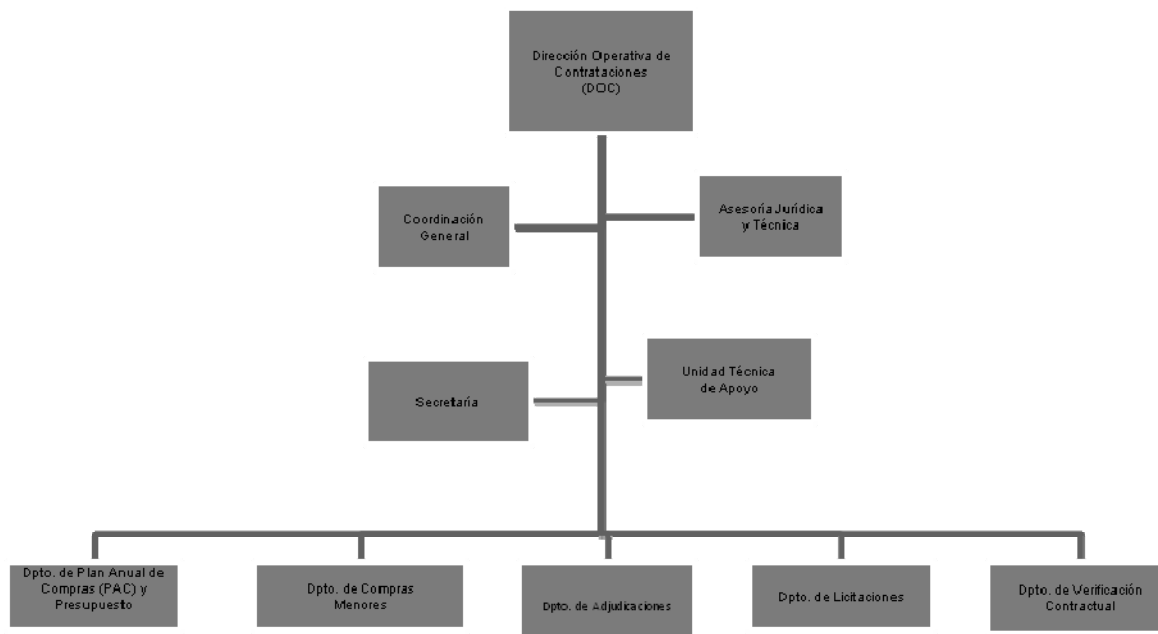 Dirección Operativa de
Contrataciones
(DOC)
Coordinación
General
Asesoría Jurídica
y Técnica
Secretaría
Unidad Técnica
de Apoyo
Dpto. de Plan Anual de
Compras (PAC) y
Presupuesto
Dpto. de Compras
Menores
Dpto. de Adjudicaciones
Dpto. de Licitaciones
Dpto. de Verificación
Contractual